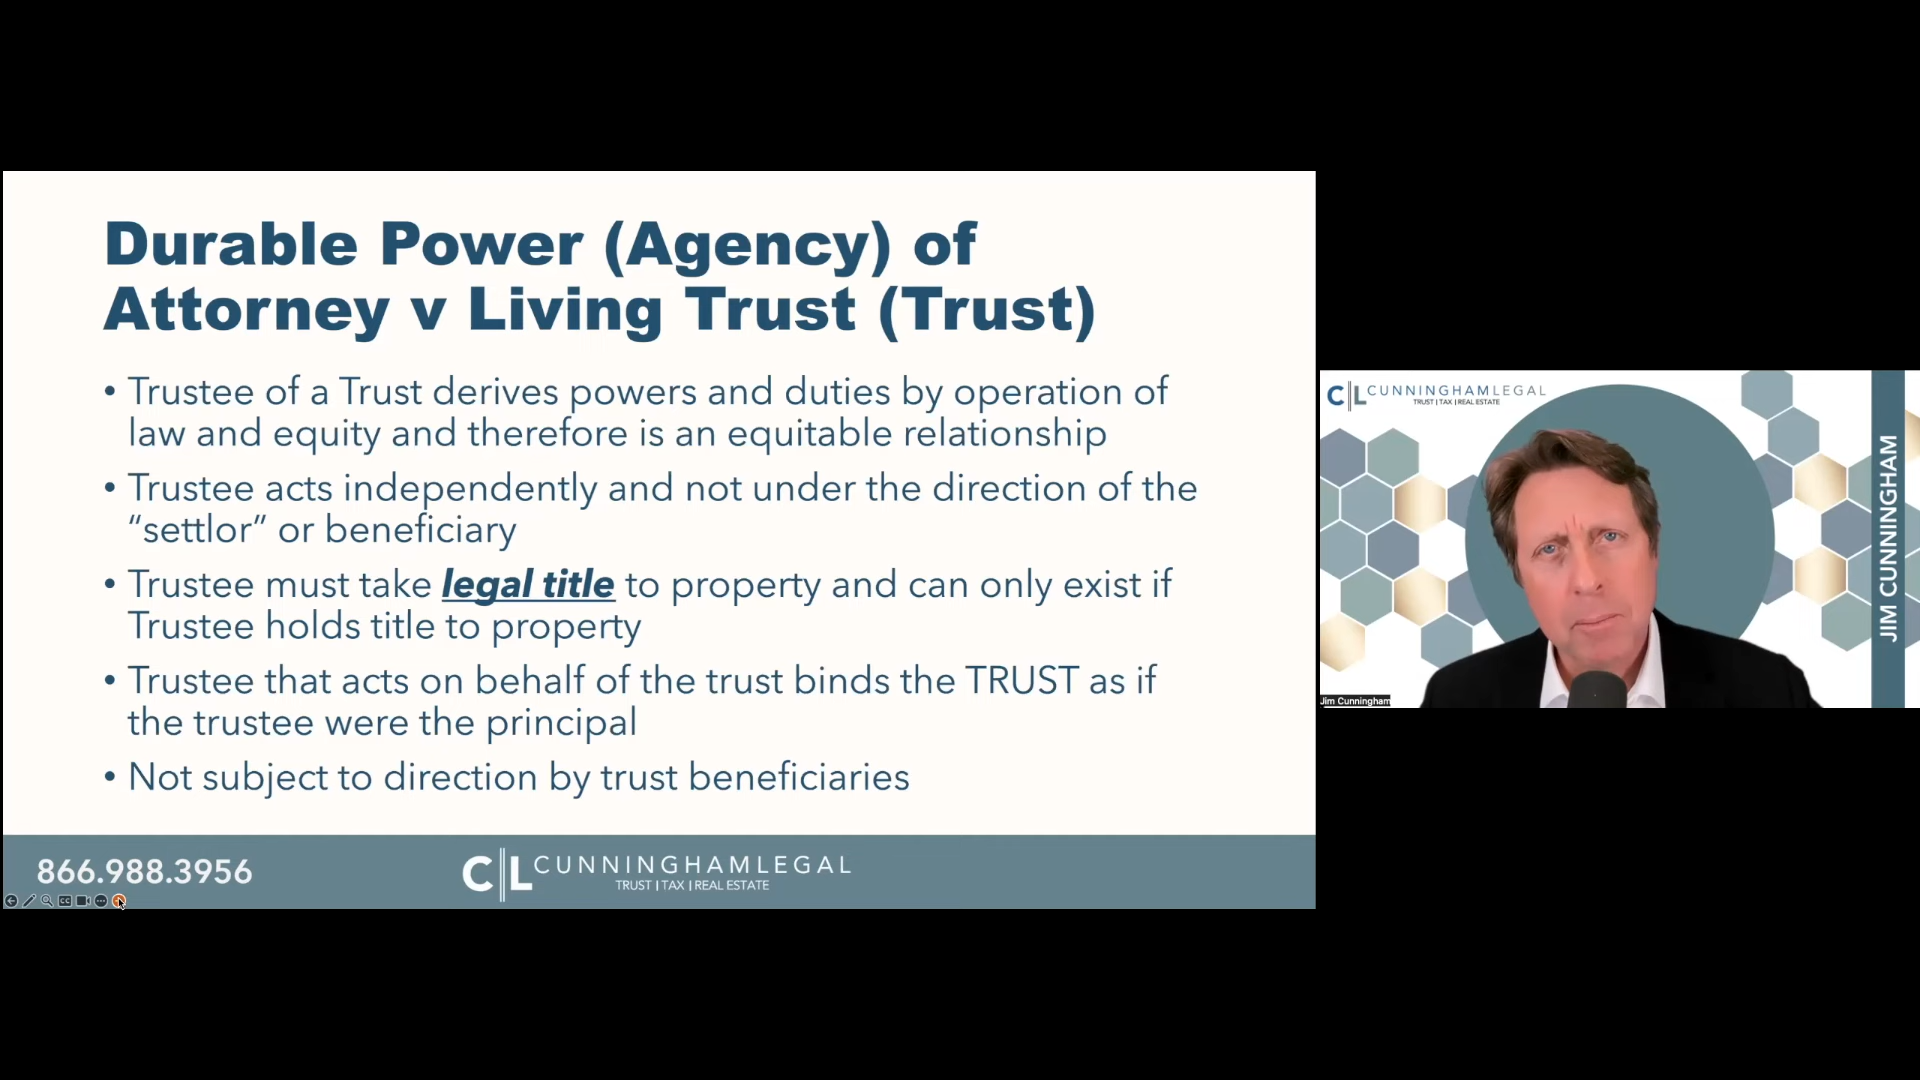 Durable Power (Agency) of
Attorney v Living Trust (Trust)
• Trustee of a Trust derives powers and duties by operation of
law and equity and therefore is an equitable relationship
• Trustee acts independently and not under the direction of the
“settlor” or beneficiary
• Trustee must take legal title to property and can only exist if
Trustee holds title to property
• Trustee that acts on behalf of the trust binds the TRUST as if
the trustee were the principal
• Not subject to direction by trust beneficiaries
866.988.3956
CL CUNNINGHAMLEGAL
TRUST | TAX | REAL ESTATE
CC
CL CUNNINGHAMLEGAL
TRUST | TAX | REAL ESTATE
JIM CUNNINGHAM
Jim Cunningham